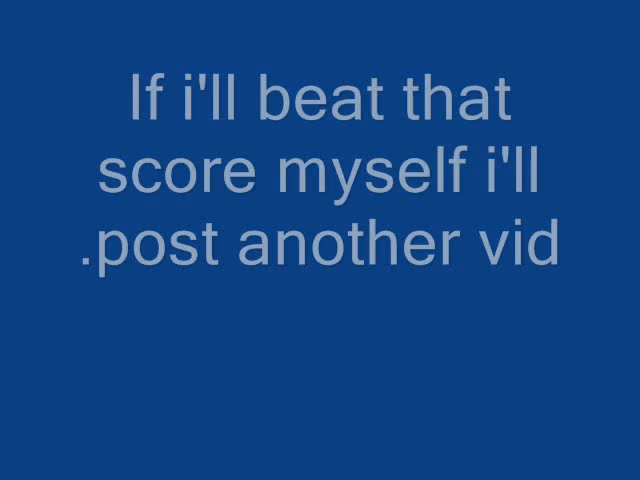 If i'll beat that
score myself i'll
.post another vid